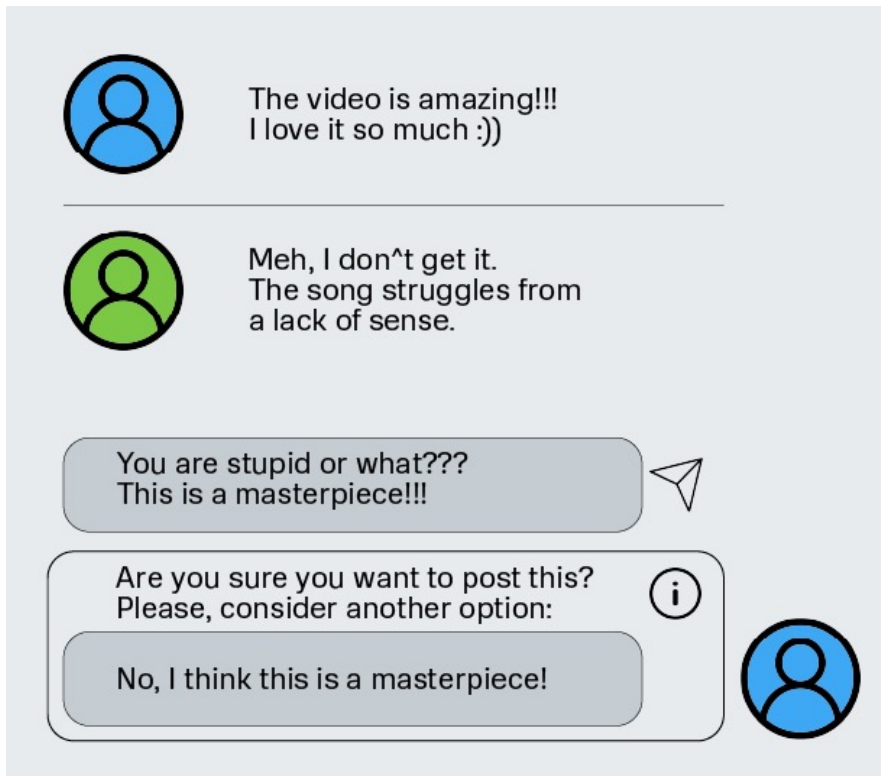 The video is amazing!!!
I love it so much :))
Meh, I don^t get it.
The song struggles from
a lack of sense.
You are stupid or what???
This is a masterpiece!!!
Are you sure you want to post this?
Please, consider another option:
i
No, I think this is a masterpiece!